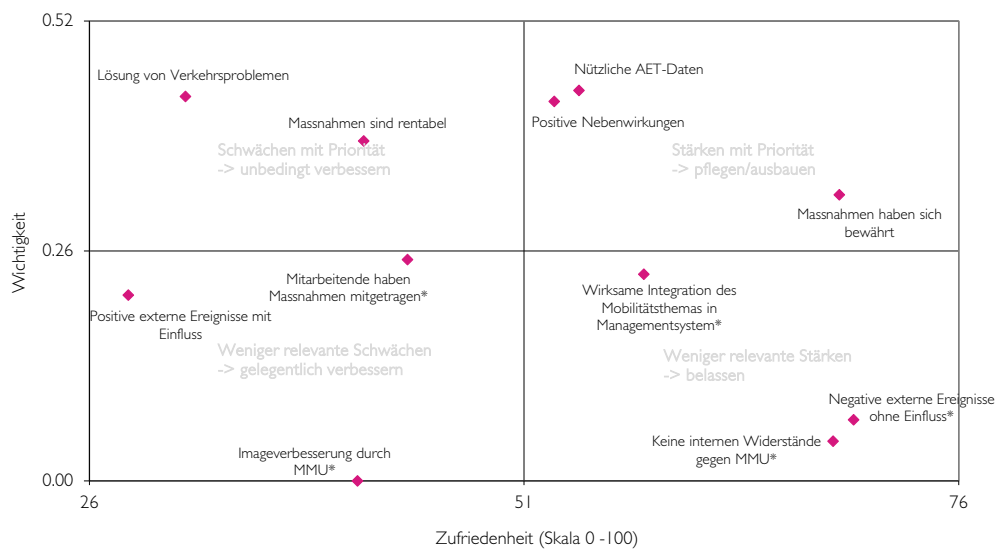 0.52
Lösung von Verkehrsproblemen
Nützliche AET-Daten
Massnahmen sind rentabel
Positive Nebenwirkungen
Schwächen mit Priorität
-> unbedingt verbessern
Stärken mit Priorität
-> pflegen/ausbauen
Massnahmen haben sich
bewährt
Wichtigkeit
0.26
Mitarbeitende haben
Massnahmen mitgetragen*
Wirksame Integration des
Mobilitätsthemas in
Managementsystem*
Positive externe Ereignisse mit
Einfluss
Weniger relevante Schwächen
-> gelegentlich verbessern
Weniger relevante Stärken
-> belassen
Negative externe Ereignisse
ohne Einfluss*
Keine internen Widerstände
gegen MMU*
Imageverbesserung durch
MMU*
0.00
26
51
76
Zufriedenheit (Skala 0 -100)